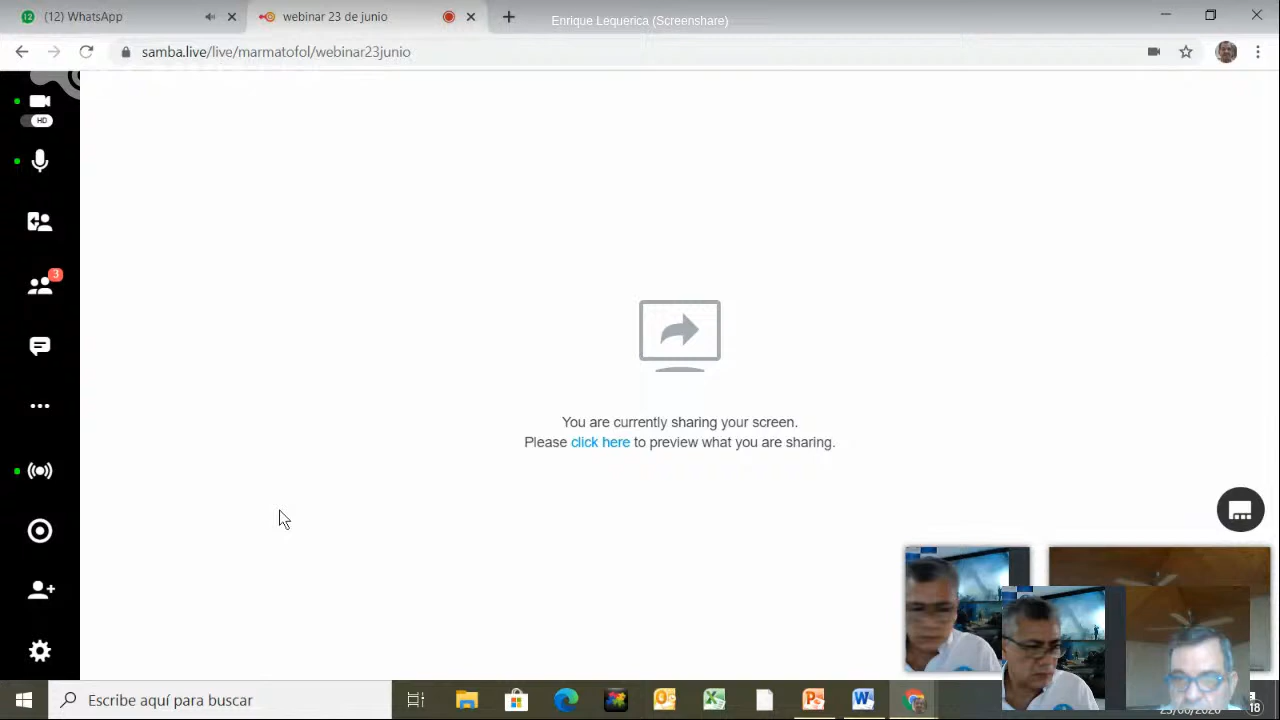 (12) WhatsApp
webinar 23 de junio
Enrique Lequerica (Screenshare)
samba.live/live/marmatofol/webinar23junio
HD
3
You are currently sharing your screen.
Please click here to preview what you are sharing.
Escribe aquí para buscar
18